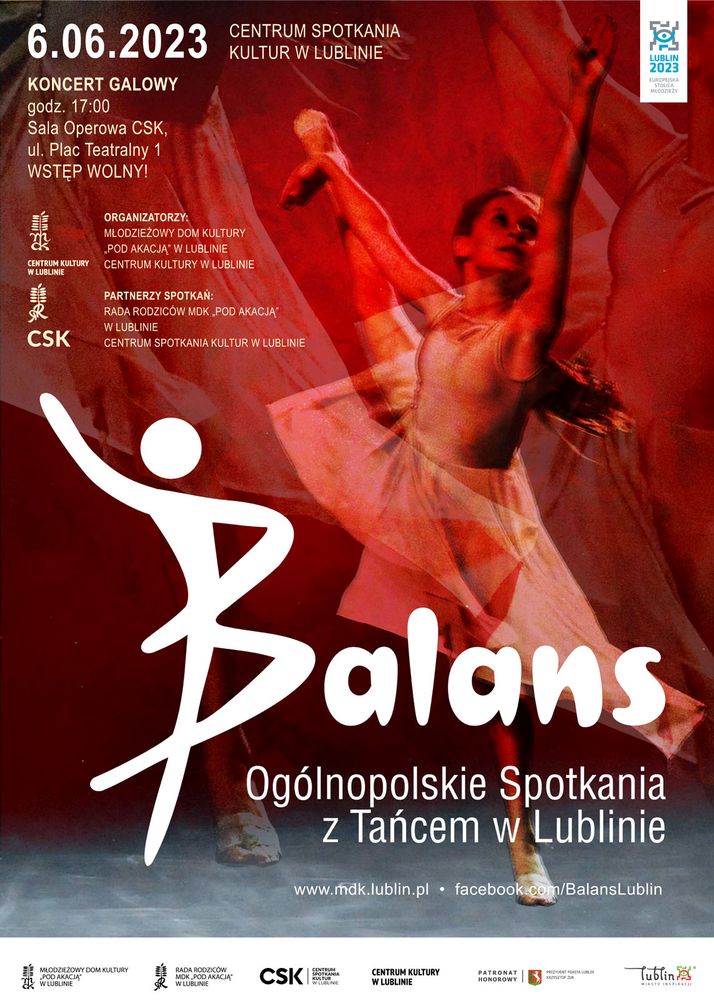 6.06.2023
CENTRUM SPOTKANIA
KULTUR W LUBLINIE
LUBLIN
2023
EUROPEJSKA
STOLICA
MŁODZIEŻY
KONCERT GALOWY
godz. 17:00
Sala Operowa CSK,
ul. Plac Teatralny 1
WSTĘP WOLNY!
ORGANIZATORZY:
MŁODZIEŻOWY DOM KULTURY
„POD AKACJĄ” W LUBLINIE
CENTRUM KULTURY W LUBLINIE
CENTRUM KULTURY
W LUBLINIE
PARTNERZY SPOTKAŃ:
RADA RODZICÓW MDK „POD AKACJĄ”
W LUBLINIE
CENTRUM SPOTKANIA KULTUR W LUBLINIE
CSK
Balans
Ogólnopolskie Spotkania
z Tańcem w Lublinie
www.mdk.lublin.pl • facebook.com/BalansLublin
MŁODZIEŻOWY DOM KULTURY
„POD AKACJĄ”
W LUBLINIE
RADA RODZICÓW
MDK „POD AKACJĄ”
W LUBLINIE
CSK
CENTRUM
SPOTKANIA
KULTUR
W LUBLINIE
CENTRUM KULTURY
W LUBLINIE
PATRONAT
HONOROWY
PREZYDENT MIASTA LUBLIN
KRZYSZTOF ŻUK
lublin
MIASTO INSPIRACJI